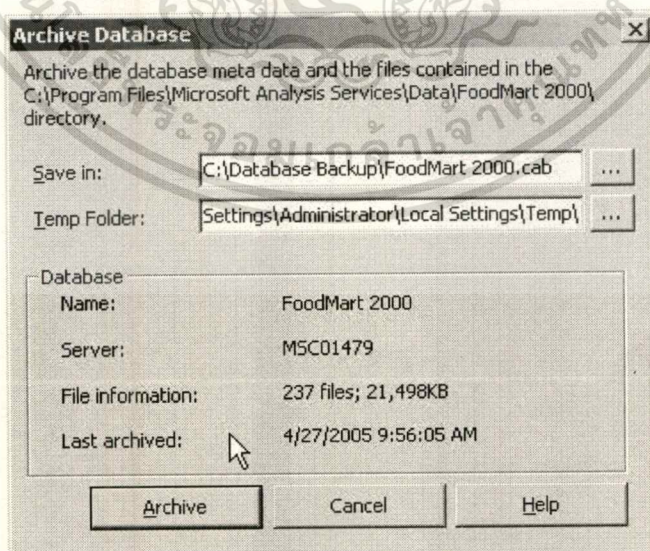 Archive Database
Archive the database meta data and the files contained in the
C:\Program Files\Microsoft Analysis Services\Data\FoodMart 2000\
directory.
Save in: C:\Database Backup\FoodMart 2000.cab ...
Temp Folder: Settings\Administrator\Local Settings\Temp\ ...
Database
Name: FoodMart 2000
Server: MSC01479
File information: 237 files; 21,498KB
Last archived: 4/27/2005 9:56:05 AM
Archive Cancel Help